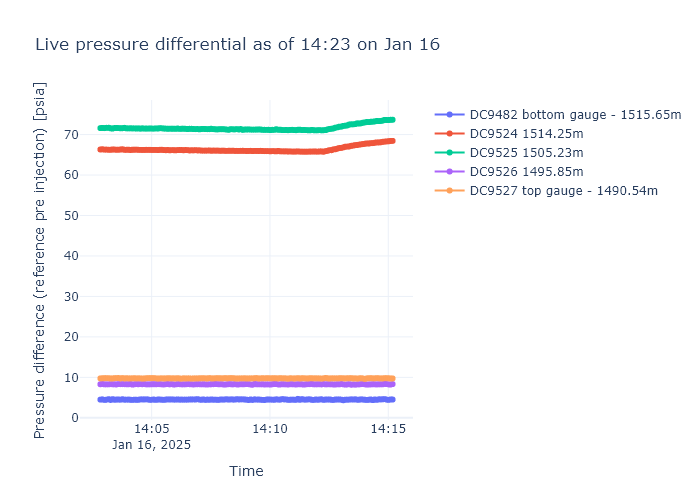 Live pressure differential as of 14:23 on Jan 16
Pressure difference (reference pre injection) [psia]
70
60
50
40
30
20
10
0
14:05
14:10
14:15
Jan 16, 2025
Time
DC9482 bottom gauge - 1515.65m
DC9524 1514.25m
DC9525 1505.23m
DC9526 1495.85m
DC9527 top gauge - 1490.54m